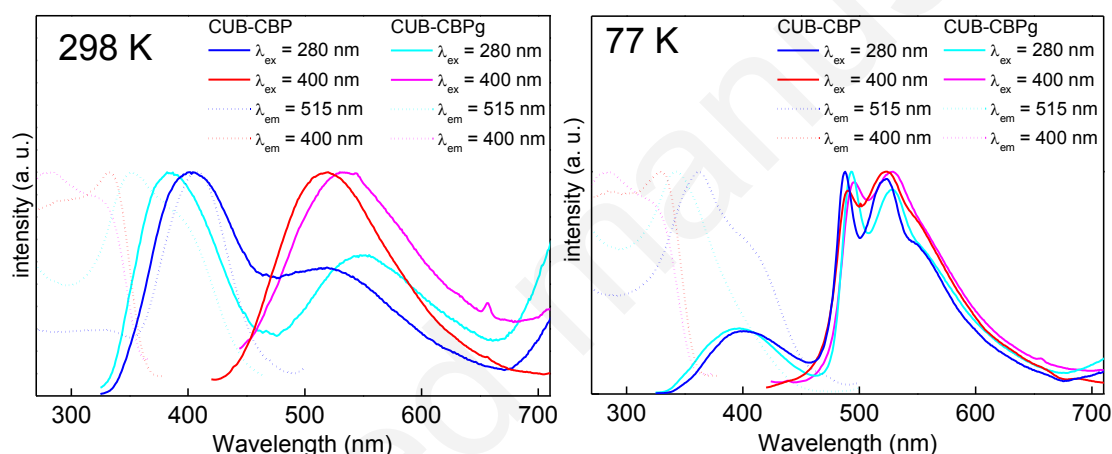 298 K
CUB-CBP CUB-CBPg
λex = 280 nm λex = 280 nm
λex = 400 nm λex = 400 nm
λem = 515 nm λem = 515 nm
λem = 400 nm λem = 400 nm
intensity (a. u.)
300 400 500 600 700
Wavelength (nm)
77 K
CUB-CBP CUB-CBPg
λex = 280 nm λex = 280 nm
λex = 400 nm λex = 400 nm
λem = 515 nm λem = 515 nm
λem = 400 nm λem = 400 nm
intensity (a. u.)
300 400 500 600 700
Wavelength (nm)